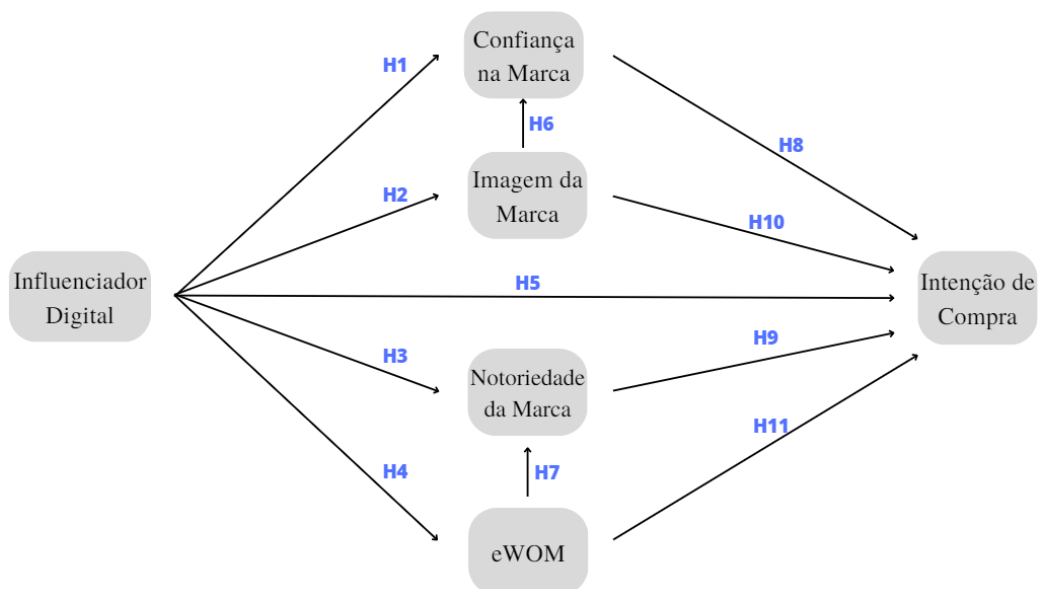 Confiança
na Marca
H1
H6
H8
Imagem da
Marca
H2
H10
Influenciador
Digital
H5
Intenção de
Compra
H3
H9
Notoriedade
da Marca
H11
H4
H7
eWOM